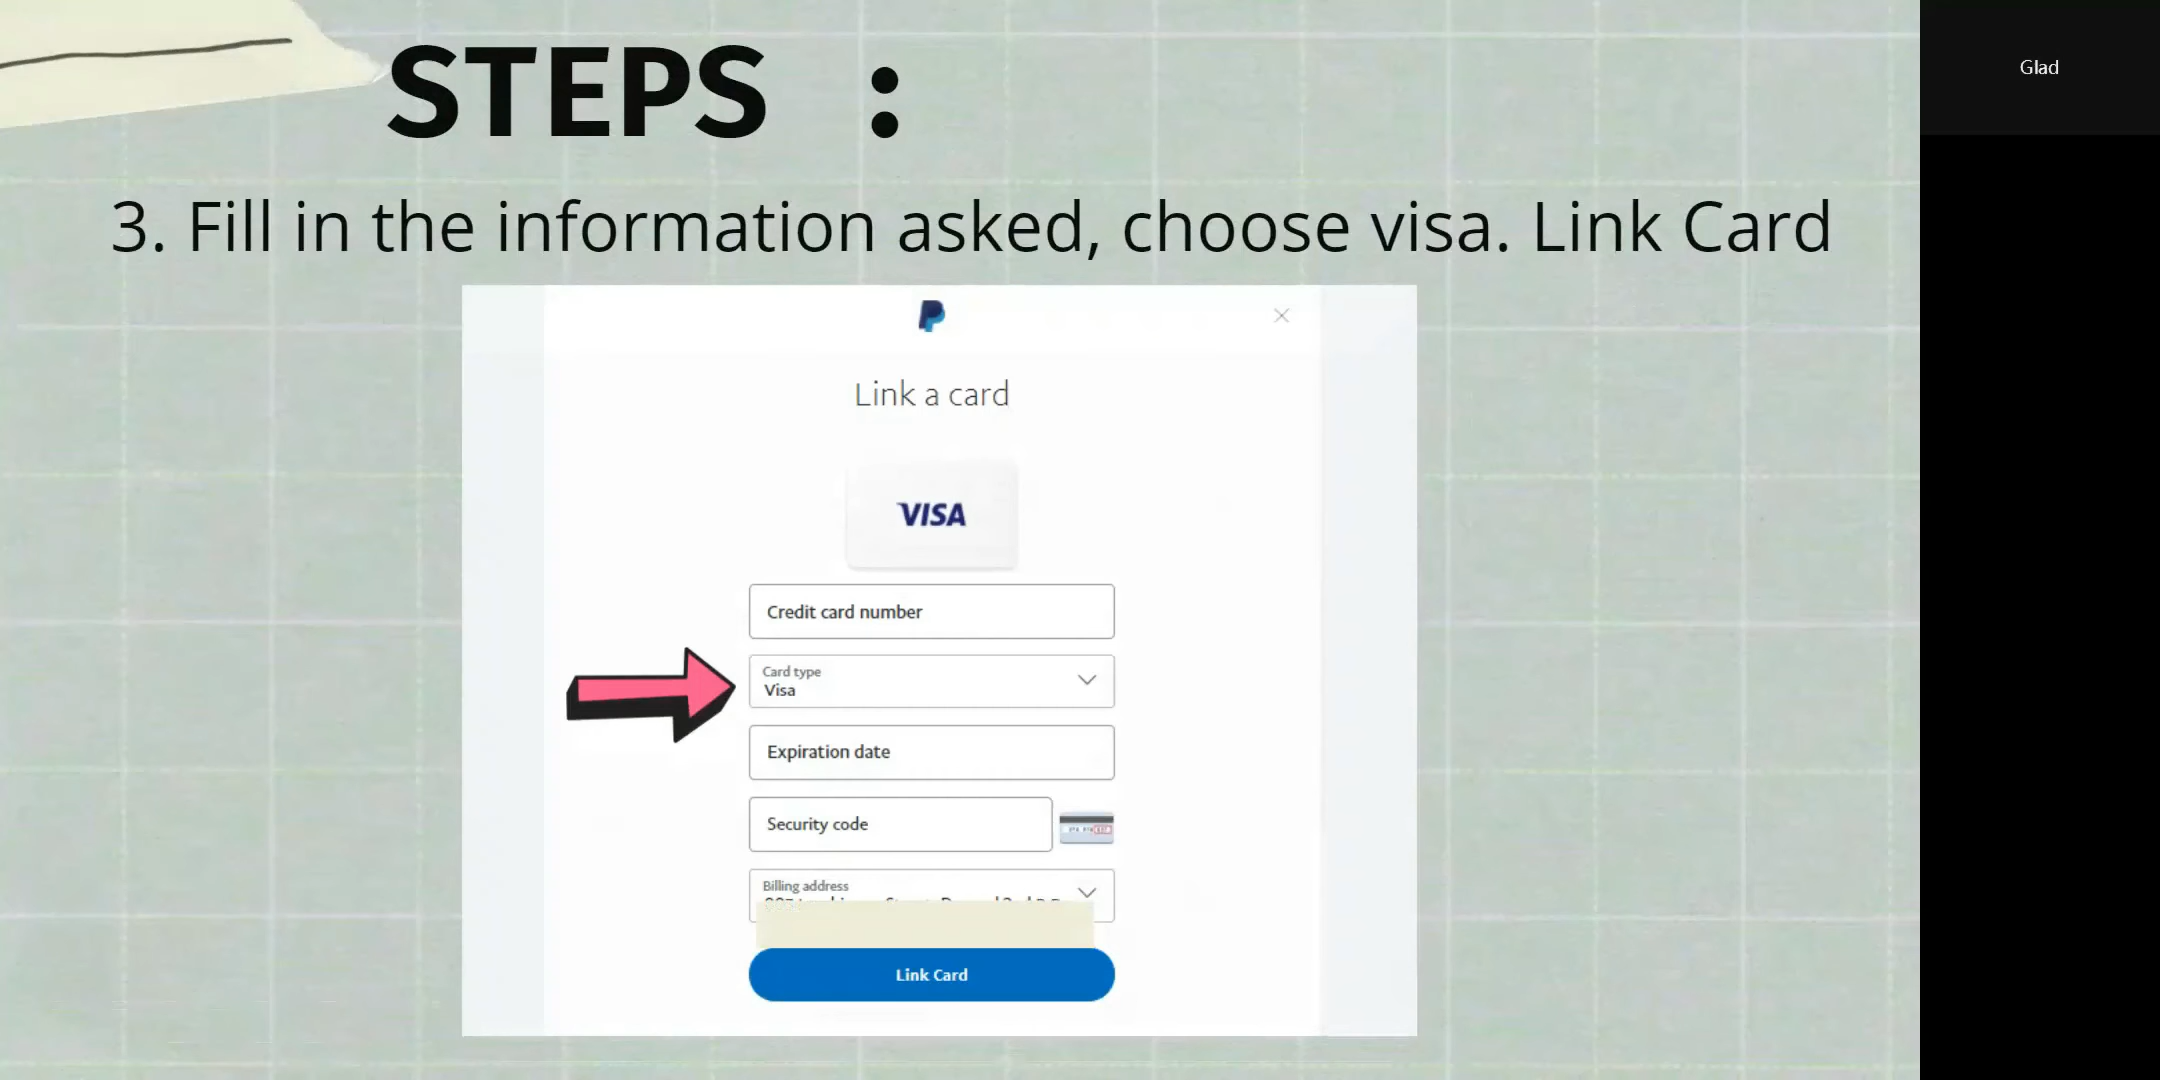 STEPS :
Glad
3. Fill in the information asked, choose visa. Link Card
Link a card
VISA
Credit card number
Card type
Visa
Expiration date
Security code
Billing address
Link Card